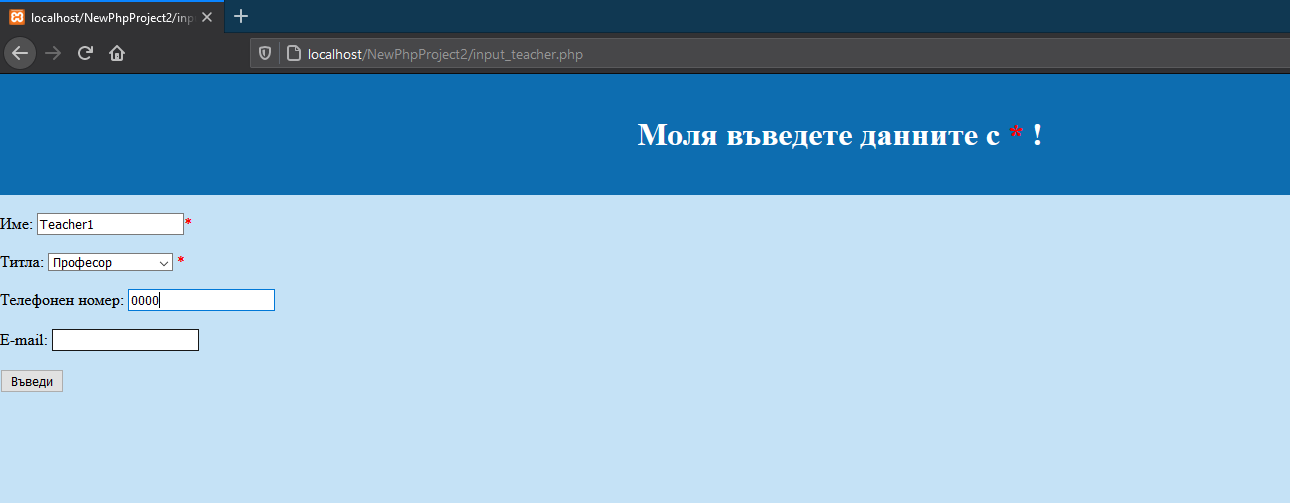 localhost/NewPhpProject2/inp
localhost/NewPhpProject2/input_teacher.php
Моля въведете данните с * !
Име: Teacher1 *
Титла: Професор *
Телефонен номер: 0000
E-mail:
Въведи